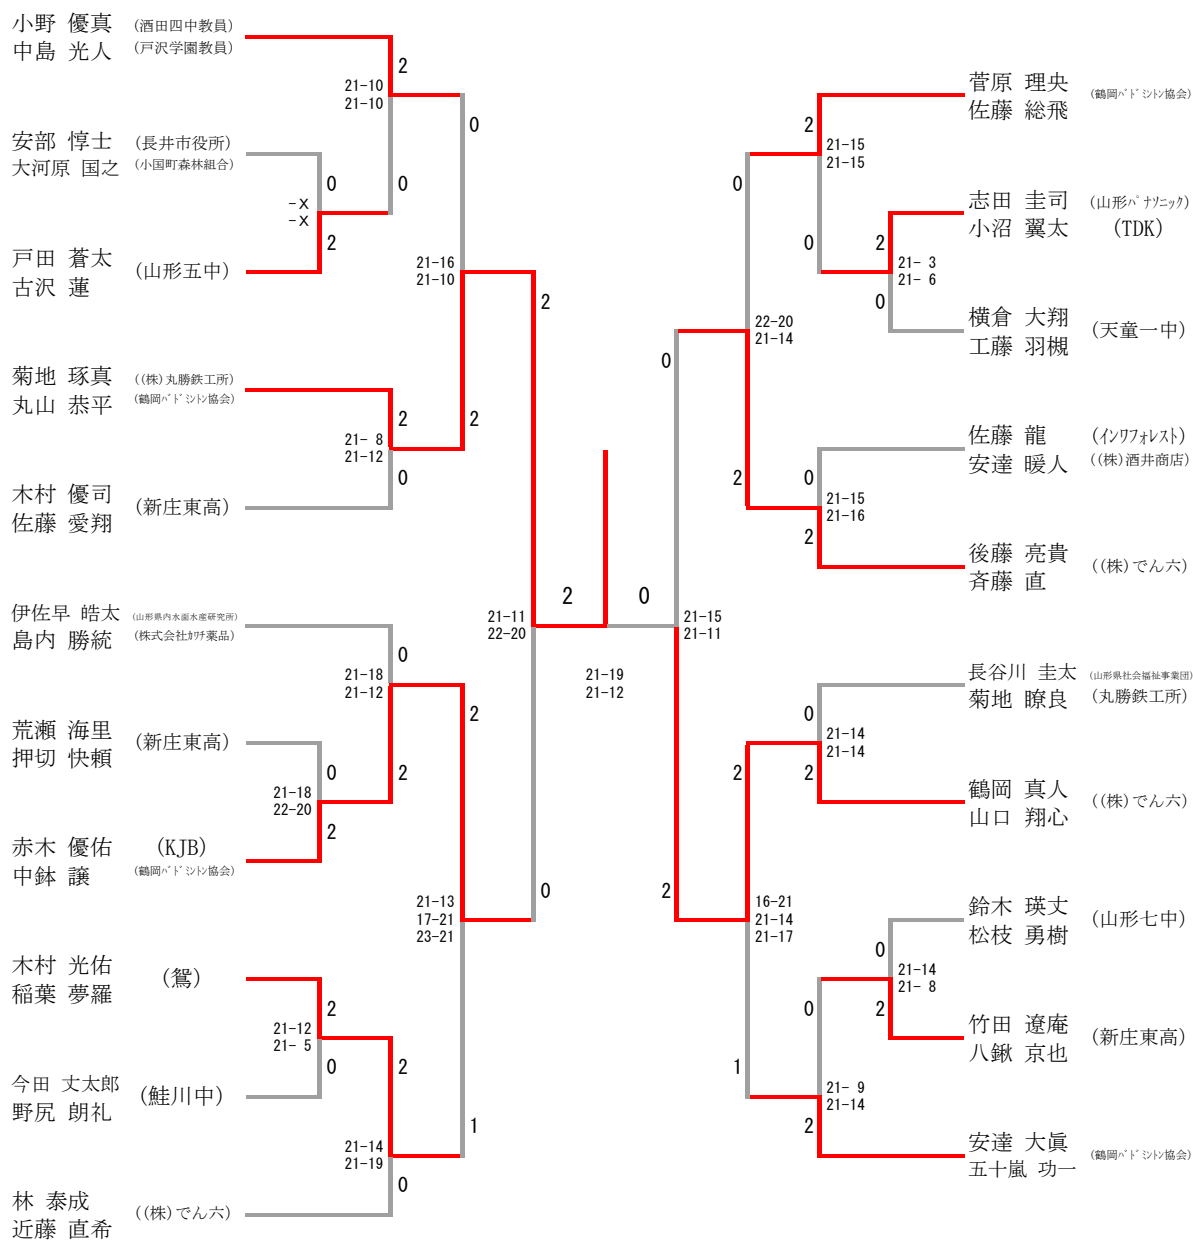 小野 優真 (酒田四中教員)
中島 光人 (戸沢学園教員)
2
21-10
21-10
0
安部 惇士 (長井市役所)
大河原 国之 (小国町森林組合)
0
0
-X
-X
2
戸田 蒼太
古沢 蓮
(山形五中)
21-16
21-10
2
菊地 琢真 ((株)丸勝鉄工所)
丸山 恭平 (鶴岡バドミントン協会)
2
2
21- 8
21-12
0
木村 優司
佐藤 愛翔
(新庄東高)
伊佐早 皓太 (山形県内水面水産研究所)
島内 勝統 (株式会社カワチ薬品)
0
21-18
21-12
2
荒瀬 海里
押切 快頼
(新庄東高)
0
2
21-18
22-20
2
赤木 優佑 (KJB)
中鉢 譲 (鶴岡バドミントン協会)
21-13
17-21
23-21
0
木村 光佑
稲葉 夢羅
(鴛)
2
21-12
21- 5
0
2
今田 丈太郎
野尻 朗礼
(鮭川中)
1
21-14
21-19
0
林 泰成
近藤 直希
((株)でん六)
21-11
22-20
2
0
21-19
21-12
21-15
21-11
菅原 理央
佐藤 総飛
(鶴岡バドミントン協会)
2
21-15
21-15
0
志田 圭司 (山形パナソニック)
小沼 翼太 (TDK)
0
2
21- 3
21- 6
0
横倉 大翔
工藤 羽槻
(天童一中)
22-20
21-14
0
佐藤 龍 (インワフォレスト)
安達 暖人 ((株)酒井商店)
2
0
21-15
21-16
2
後藤 亮貴
斉藤 直
((株)でん六)
長谷川 圭太 (山形県社会福祉事業団)
菊地 瞭良 (丸勝鉄工所)
0
21-14
21-14
2
2
鶴岡 真人
山口 翔心
((株)でん六)
2
16-21
21-14
21-17
鈴木 瑛丈
松枝 勇樹
(山形七中)
0
21-14
21- 8
0
2
竹田 遼庵
八鍬 京也
(新庄東高)
1
21- 9
21-14
2
安達 大眞
五十嵐 功一
(鶴岡バドミントン協会)